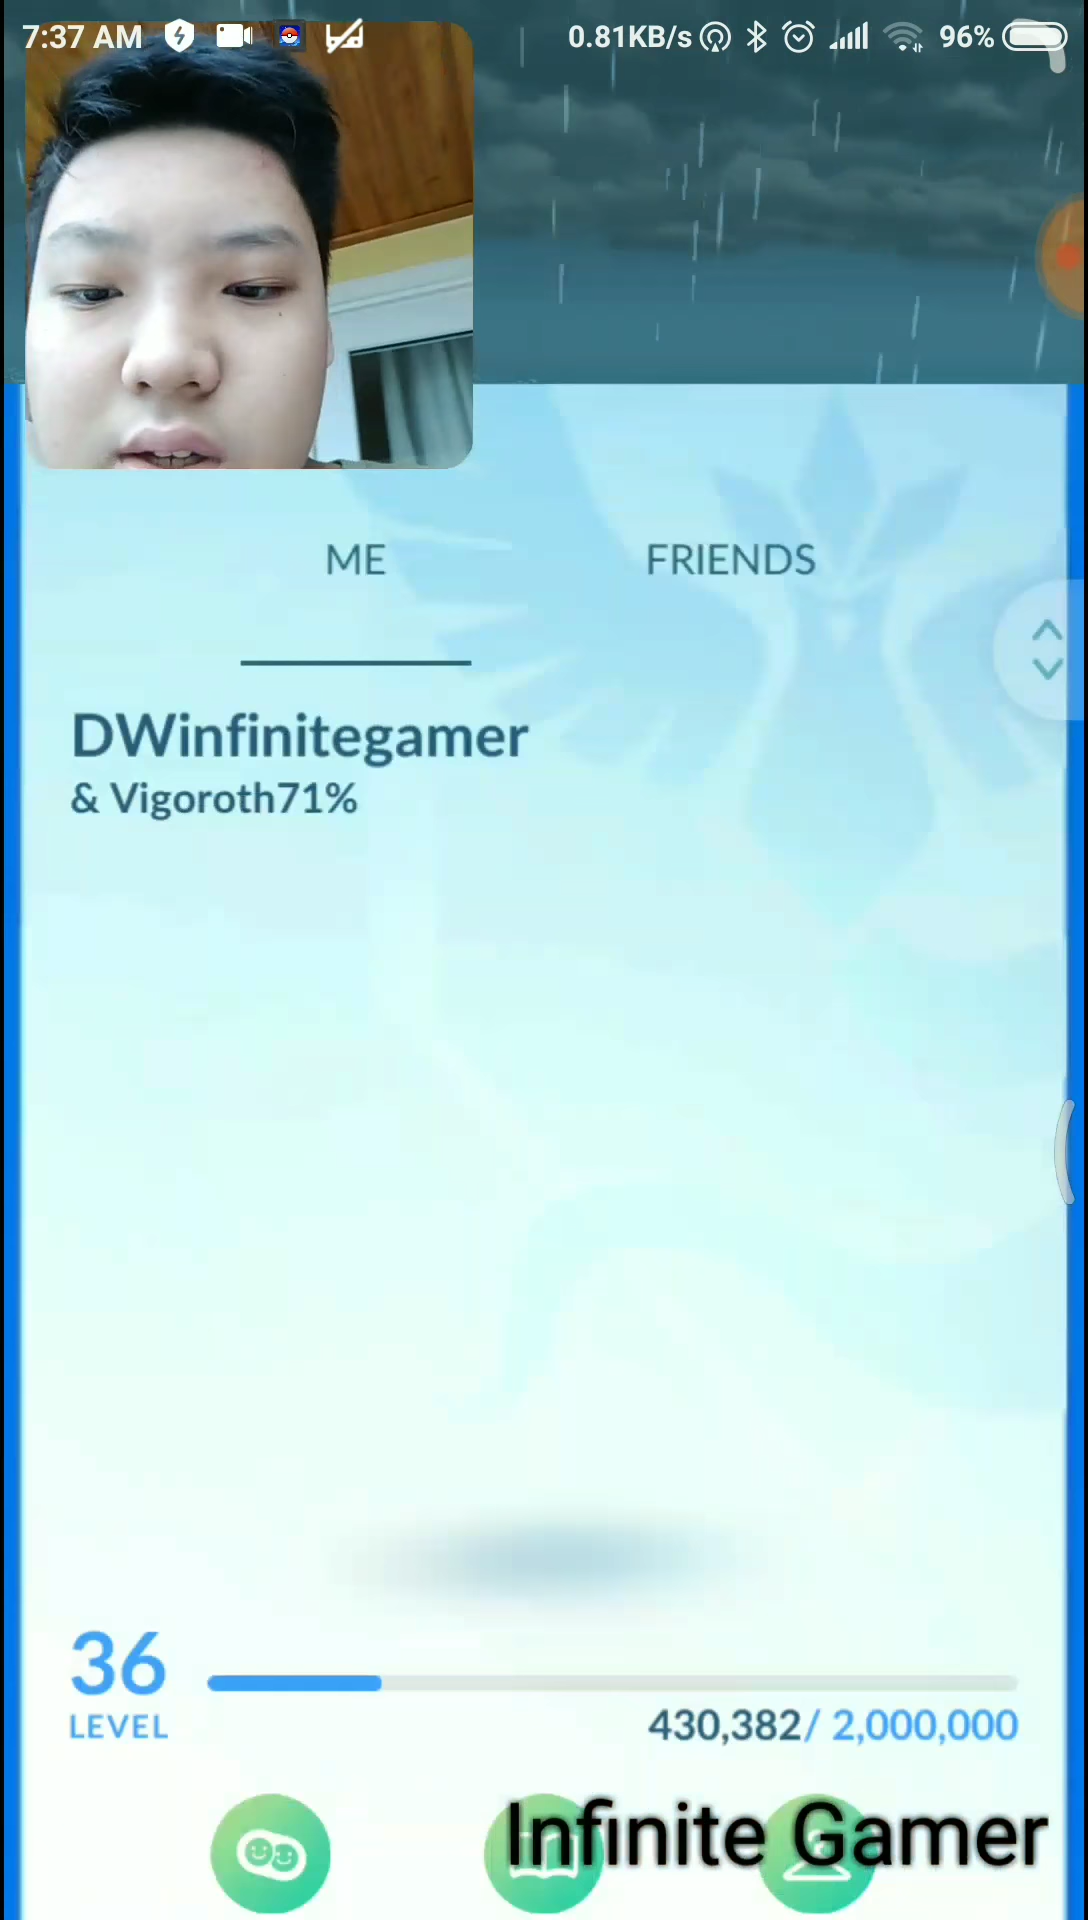 7:37 AM 0.81KB/s 96%
ME FRIENDS
DWinfinitegamer
& Vigoroth71%
36
LEVEL
430,382/ 2,000,000
Infinite Gamer